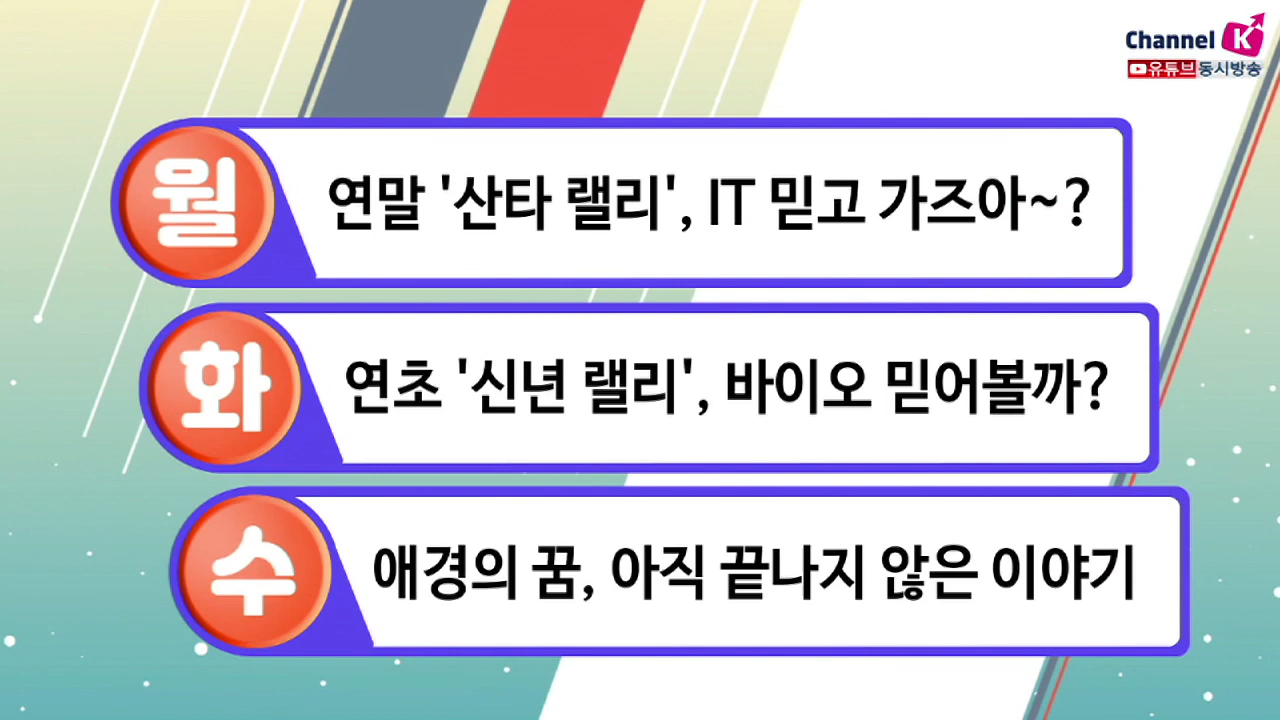 Channel K
유튜브동시방송
월
연말 '산타 랠리', IT 믿고 가즈아~?
화
연초 '신년 랠리', 바이오 믿어볼까?
수
애경의 꿈, 아직 끝나지 않은 이야기